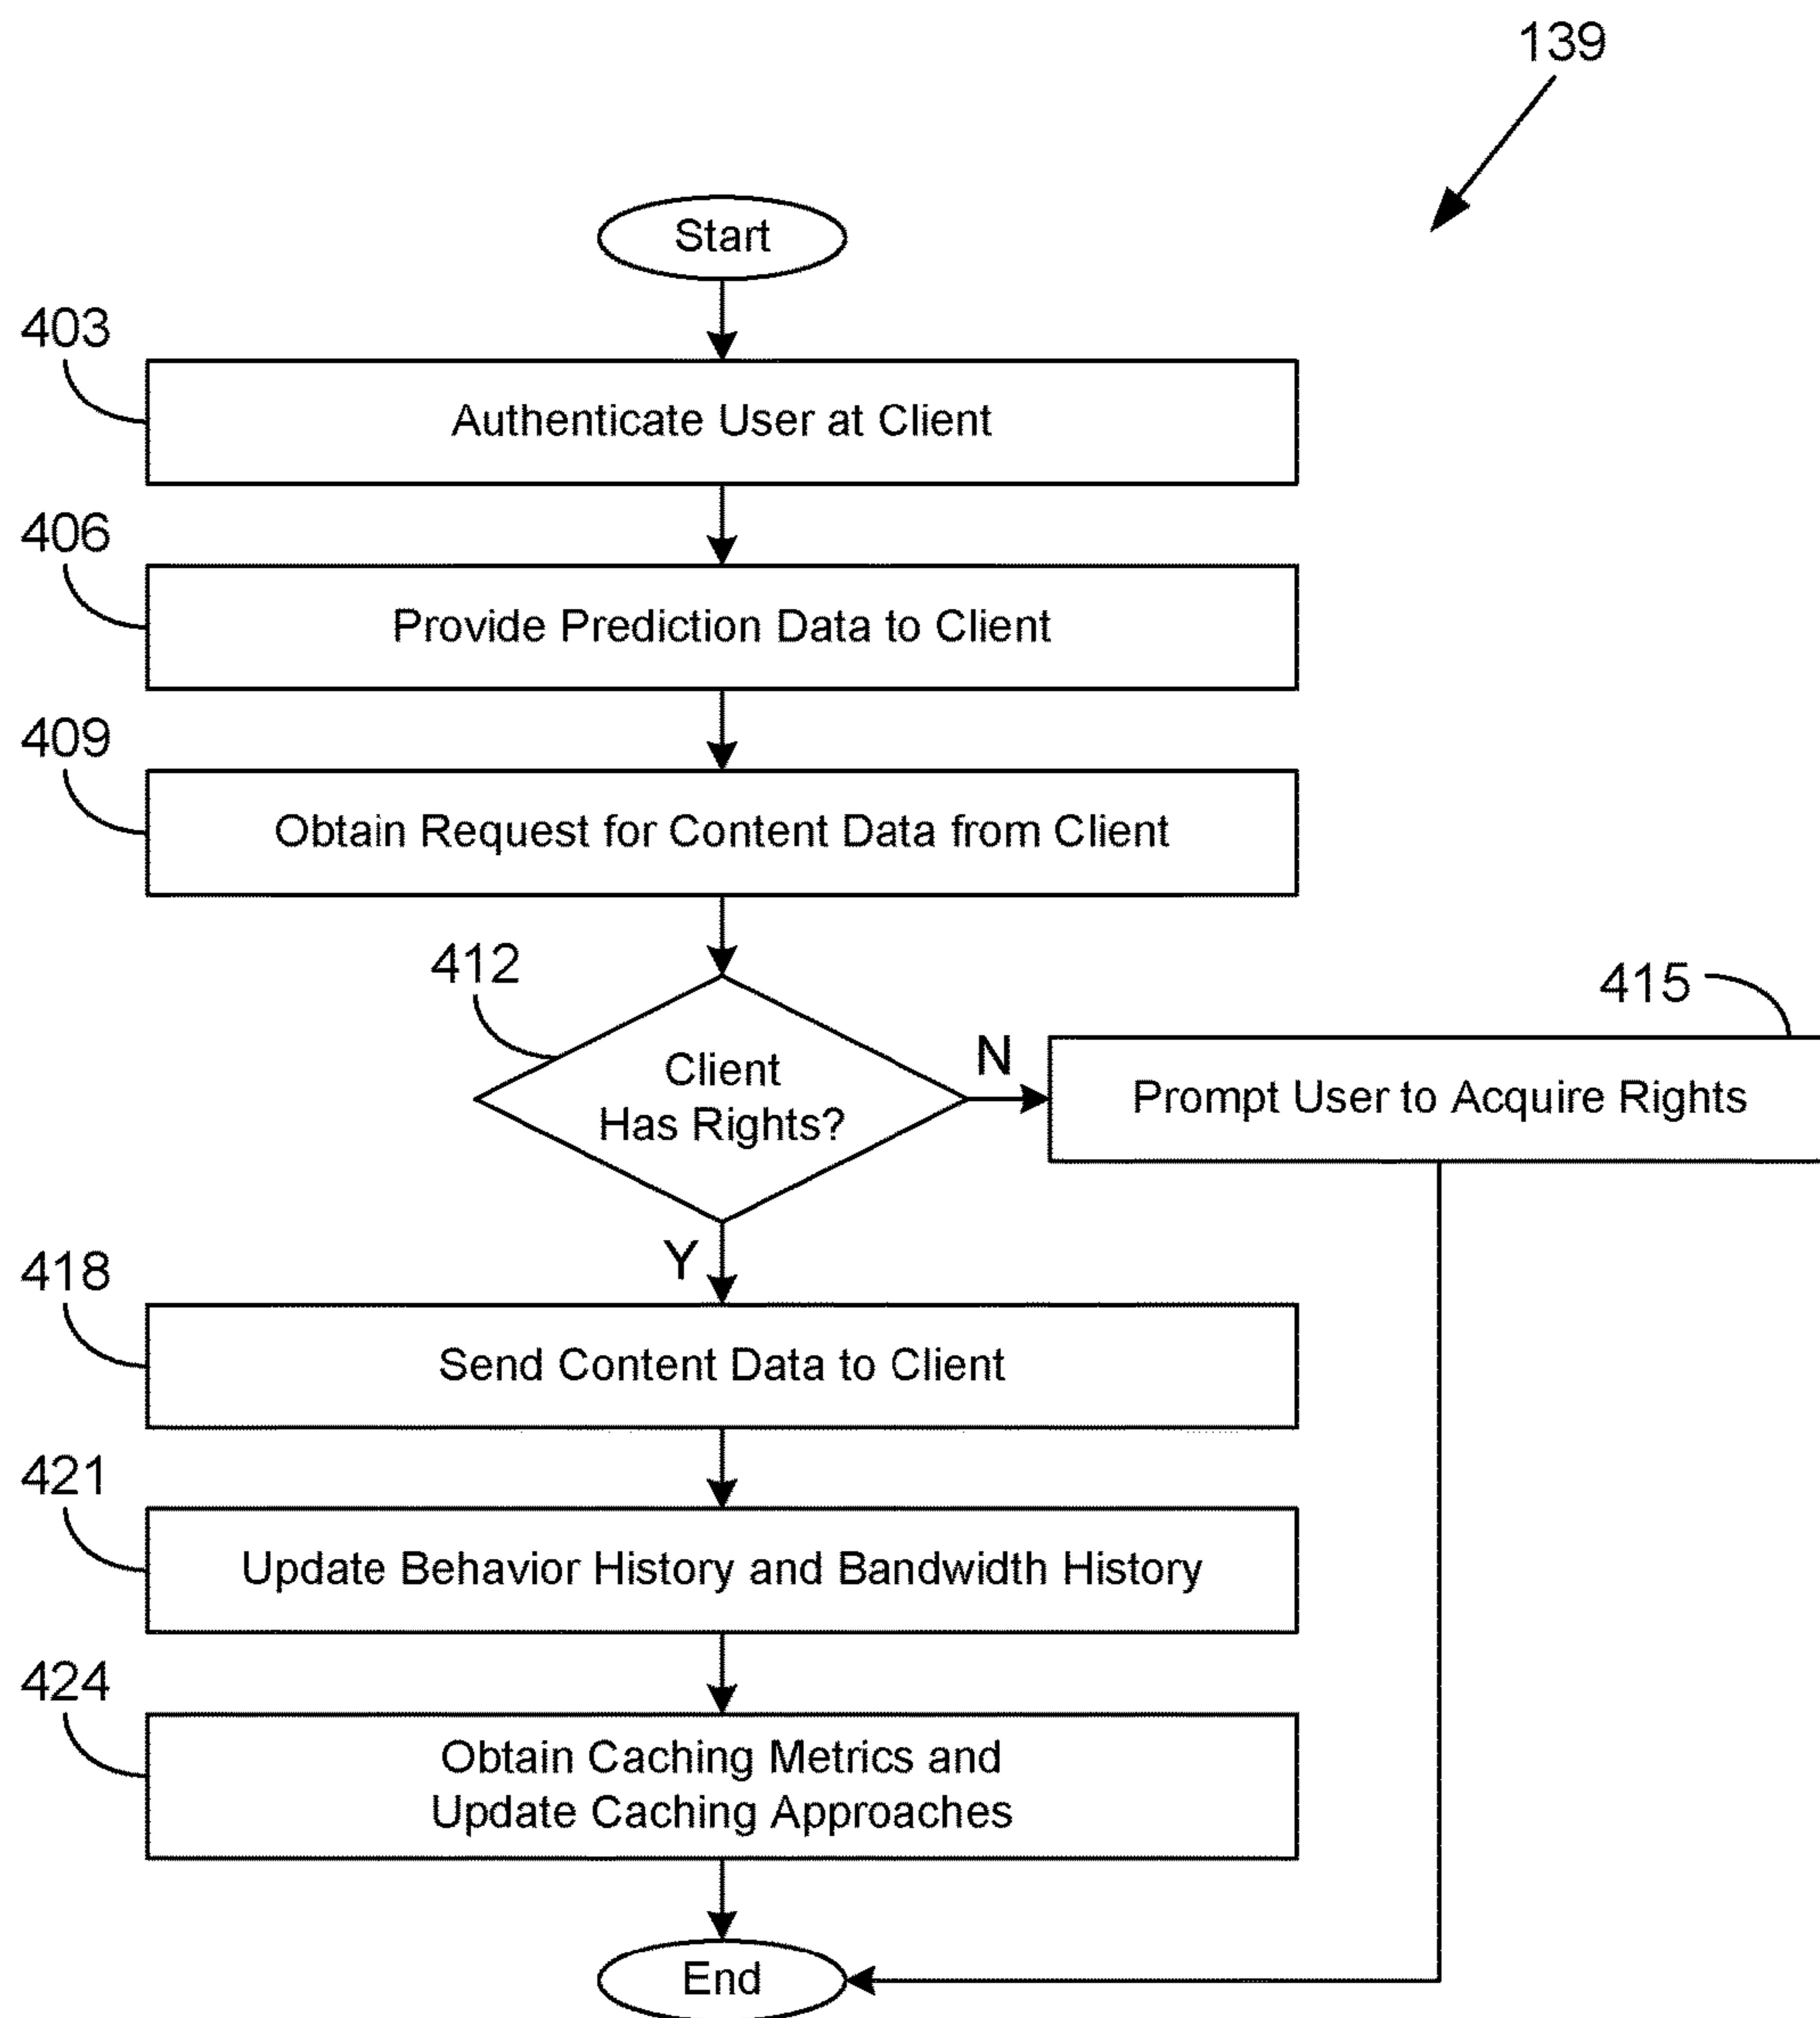 139
Start
403
Authenticate User at Client
406
Provide Prediction Data to Client
409
Obtain Request for Content Data from Client
412
Client
Has Rights?
N
415
Prompt User to Acquire Rights
Y
418
Send Content Data to Client
421
Update Behavior History and Bandwidth History
424
Obtain Caching Metrics and
Update Caching Approaches
End